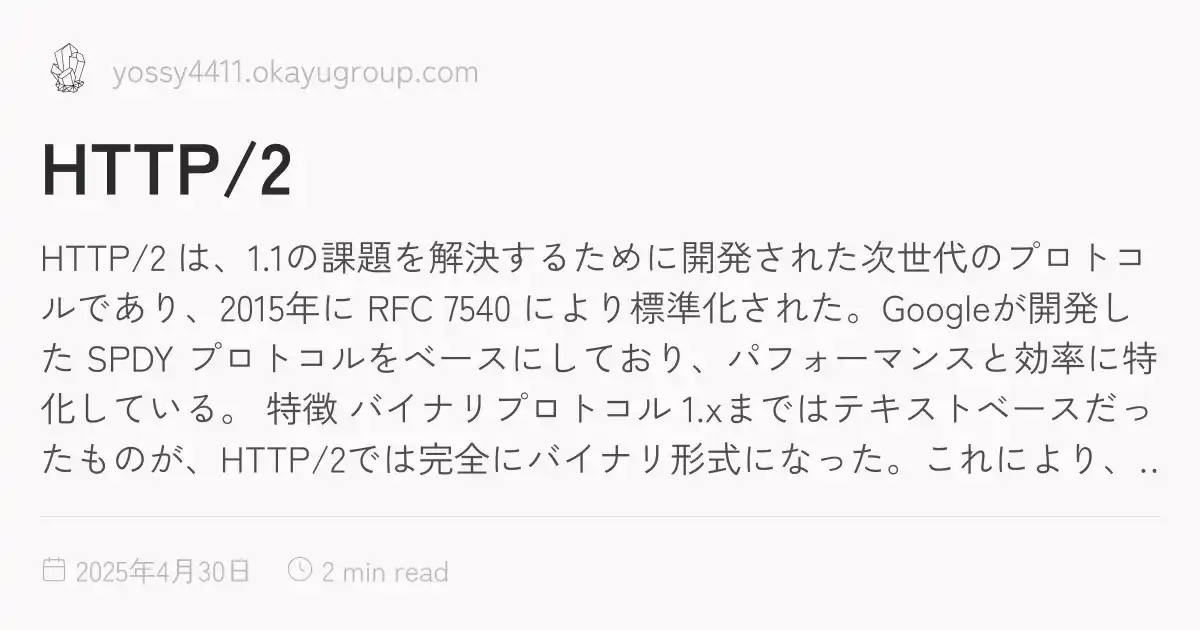 yossy4411.okayugroup.com
HTTP/2
HTTP/2 は、1.1の課題を解決するために開発された次世代のプロトコ
ルであり、2015年に RFC 7540 により標準化された。Googleが開発し
た SPDY プロトコルをベースにしており、パフォーマンスと効率に特
化している。 特徴 バイナリプロトコル 1.xまではテキストベースだっ
たものが、HTTP/2では完全にバイナリ形式になった。これにより、..
2025年4月30日 2 min read